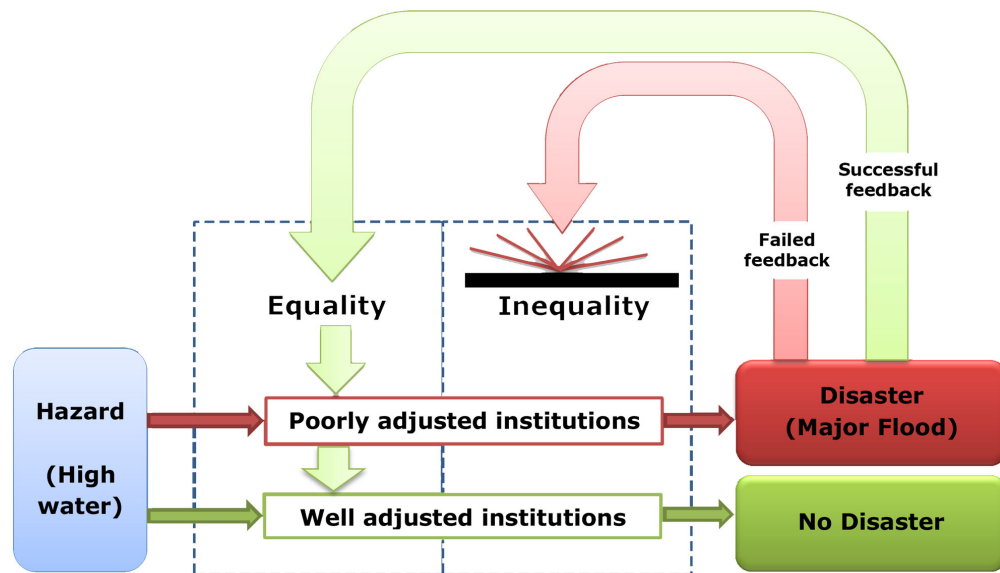 Successful
feedback
Failed
feedback
Equality
Inequality
Hazard
(High
water)
Poorly adjusted institutions
Disaster
(Major Flood)
Well adjusted institutions
No Disaster